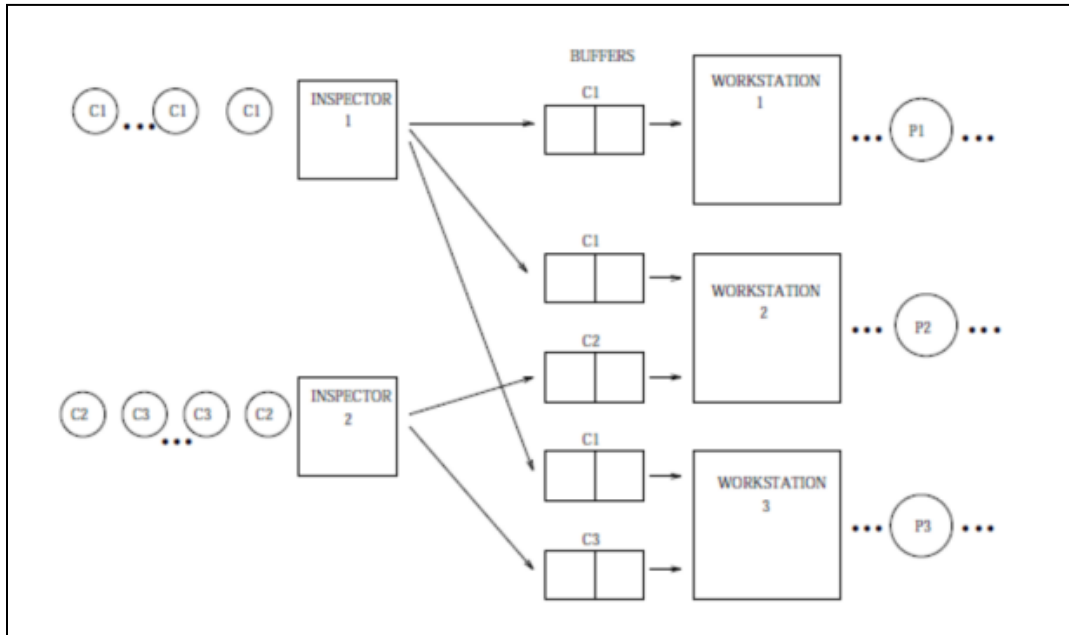 BUFFERS
C1 ••• C1 C1
INSPECTOR
1
C1
WORKSTATION
1
••• P1 •••
C1
WORKSTATION
2
••• P2 •••
C2
C2 C3 ••• C3 C2
INSPECTOR
2
C1
WORKSTATION
3
••• P3 •••
C3